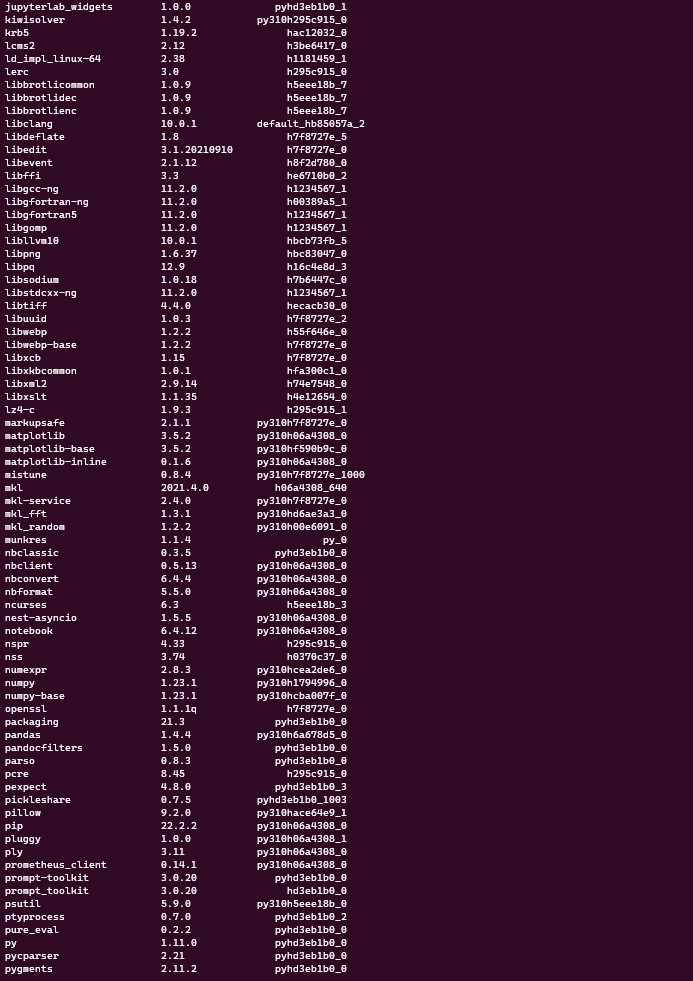 jupyterlab_widgets 1.0.0 pyhd3eb1b0_1
kiwisolver 1.4.2 py310h295c915_0
krb5 1.19.2 hac12032_0
lcms2 2.12 h3be6417_0
ld_impl_linux-64 2.38 h1181459_1
lerc 3.0 h295c915_0
libbrotlicommon 1.0.9 h5eee18b_7
libbrotlidec 1.0.9 h5eee18b_7
libbrotlienc 1.0.9 h5eee18b_7
libclang 10.0.1 default_hb85057a_2
libdeflate 1.8 h7f8727e_5
libedit 3.1.20210910 h7f8727e_0
libevent 2.1.12 h8f2d780_0
libffi 3.3 he6710b0_2
libgcc-ng 11.2.0 h1234567_1
libgfortran-ng 11.2.0 h00389a5_1
libgfortran5 11.2.0 h1234567_1
libgomp 11.2.0 h1234567_1
libllvm10 10.0.1 hbcb73fb_5
libpng 1.6.37 hbc83047_0
libpq 12.9 h16c4e8d_3
libsodium 1.0.18 h7b6447c_0
libstdcxx-ng 11.2.0 h1234567_1
libtiff 4.4.0 hecacb30_0
libuuid 1.0.3 h7f8727e_2
libwebp 1.2.2 h55f646e_0
libwebp-base 1.2.2 h7f8727e_0
libxcb 1.15 h7f8727e_0
libxkbcommon 1.0.1 hfa300c1_0
libxml2 2.9.14 h74e7548_0
libxslt 1.1.35 h4e12654_0
lz4-c 1.9.3 h295c915_1
markupsafe 2.1.1 py310h7f8727e_0
matplotlib 3.5.2 py310h06a4308_0
matplotlib-base 3.5.2 py310hf590b9c_0
matplotlib-inline 0.1.6 py310h06a4308_0
mistune 0.8.4 py310h7f8727e_1000
mkl 2021.4.0 h06a4308_640
mkl-service 2.4.0 py310h7f8727e_0
mkl_fft 1.3.1 py310hd6ae3a3_0
mkl_random 1.2.2 py310h00e6091_0
munkres 1.1.4 py_0
nbclassic 0.3.5 pyhd3eb1b0_0
nbclient 0.5.13 py310h06a4308_0
nbconvert 6.4.4 py310h06a4308_0
nbformat 5.5.0 py310h06a4308_0
ncurses 6.3 h5eee18b_3
nest-asyncio 1.5.5 py310h06a4308_0
notebook 6.4.12 py310h06a4308_0
nspr 4.33 h295c915_0
nss 3.74 h0370c37_0
numexpr 2.8.3 py310hcea2de6_0
numpy 1.23.1 py310h1794996_0
numpy-base 1.23.1 py310hcba007f_0
openssl 1.1.1q h7f8727e_0
packaging 21.3 pyhd3eb1b0_0
pandas 1.4.4 py310h6a678d5_0
pandocfilters 1.5.0 pyhd3eb1b0_0
parso 0.8.3 pyhd3eb1b0_0
pcre 8.45 h295c915_0
pexpect 4.8.0 pyhd3eb1b0_3
pickleshare 0.7.5 pyhd3eb1b0_1003
pillow 9.2.0 py310hace64e9_1
pip 22.2.2 py310h06a4308_0
pluggy 1.0.0 py310h06a4308_1
ply 3.11 py310h06a4308_0
prometheus_client 0.14.1 py310h06a4308_0
prompt-toolkit 3.0.20 pyhd3eb1b0_0
prompt_toolkit 3.0.20 hd3eb1b0_0
psutil 5.9.0 py310h5eee18b_0
ptyprocess 0.7.0 pyhd3eb1b0_2
pure_eval 0.2.2 pyhd3eb1b0_0
py 1.11.0 pyhd3eb1b0_0
pycparser 2.21 pyhd3eb1b0_0
pygments 2.11.2 pyhd3eb1b0_0